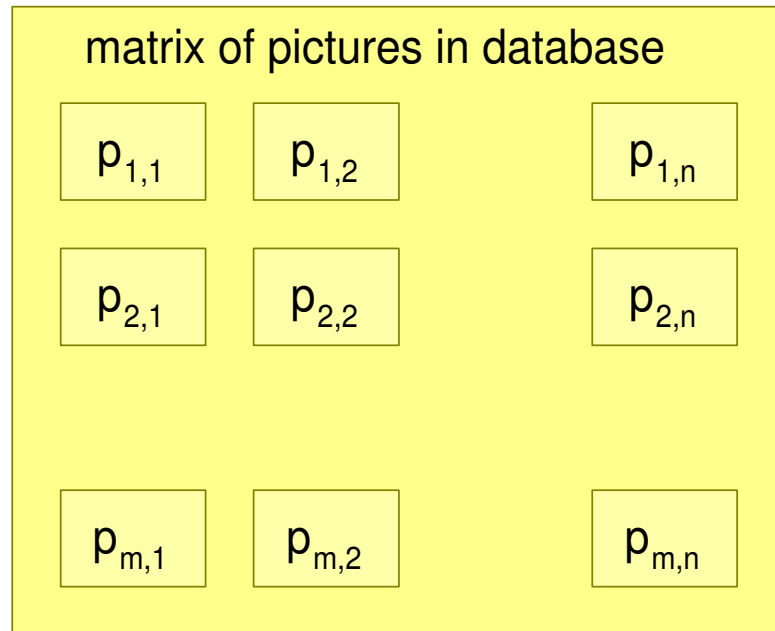 matrix of pictures in database
p1,1 p1,2 p1,n
p2,1 p2,2 p2,n
pm,1 pm,2 pm,n